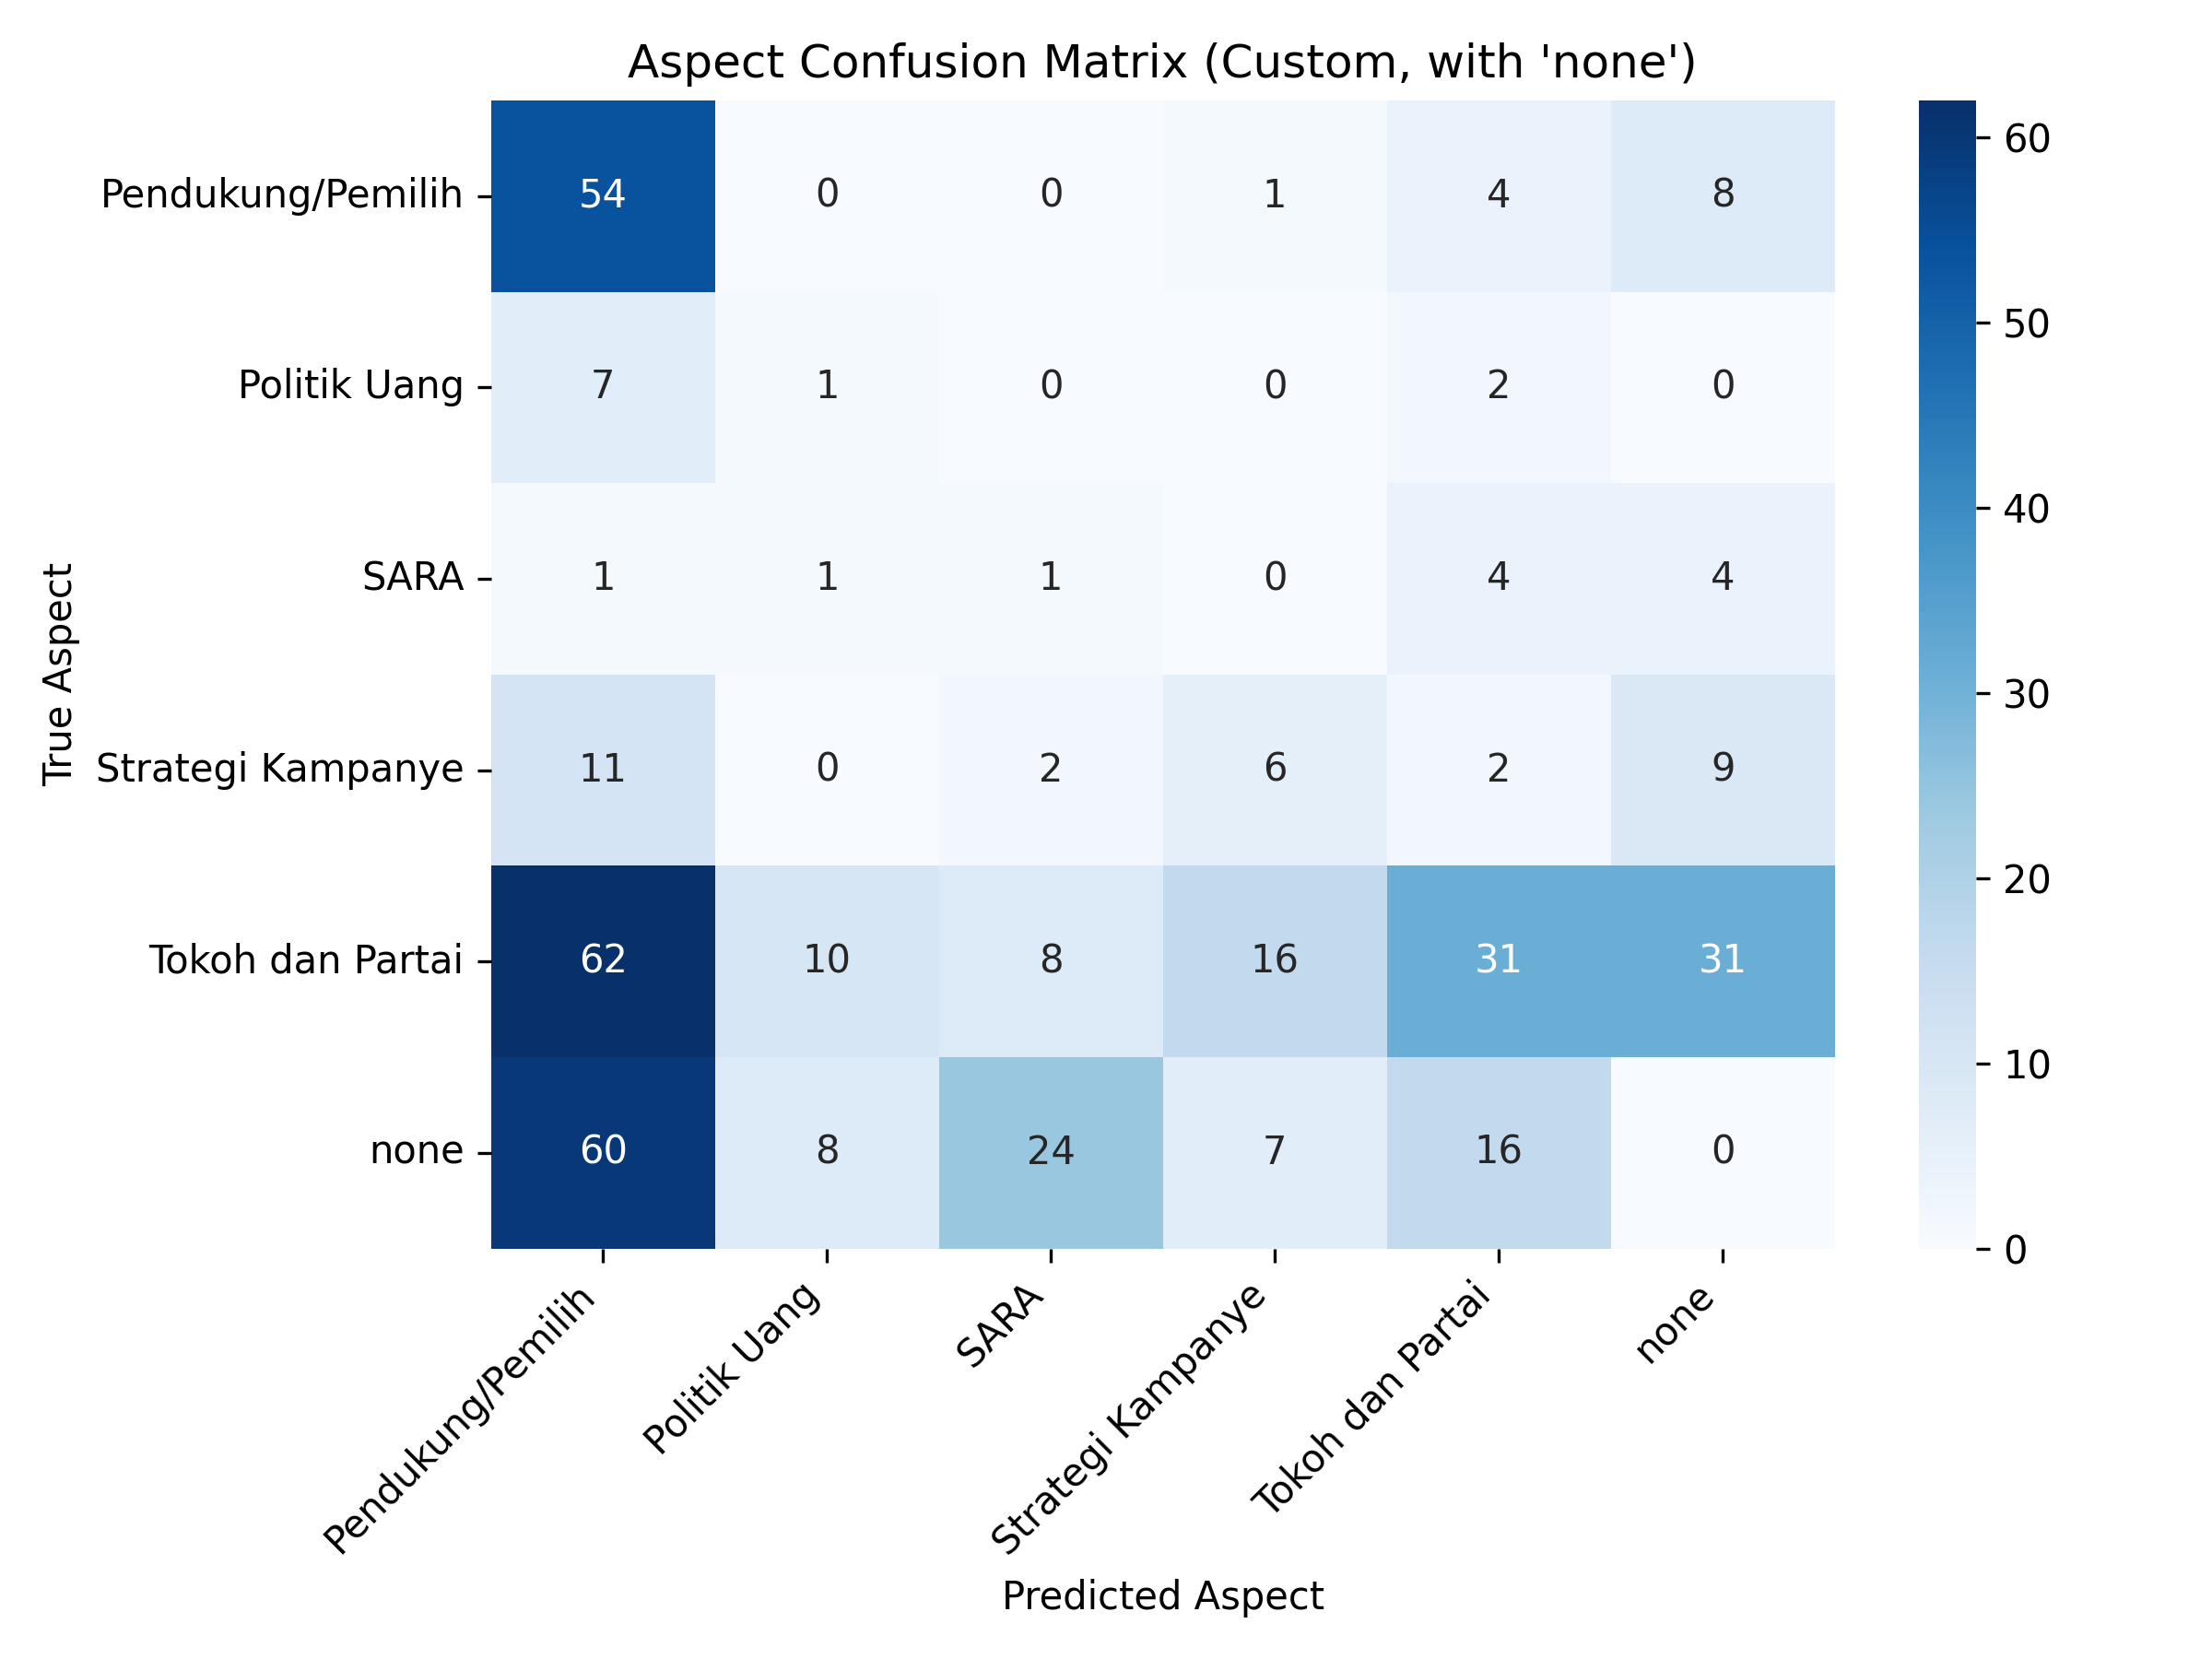 Aspect Confusion Matrix (Custom, with 'none')
True Aspect
Pendukung/Pemilih 54 0 0 1 4 8
Politik Uang 7 1 0 0 2 0
SARA 1 1 1 0 4 4
Strategi Kampanye 11 0 2 6 2 9
Tokoh dan Partai 62 10 8 16 31 31
none 60 8 24 7 16 0
Pendukung/Pemilih Politik Uang SARA Strategi Kampanye Tokoh dan Partai none
Predicted Aspect
60
50
40
30
20
10
0